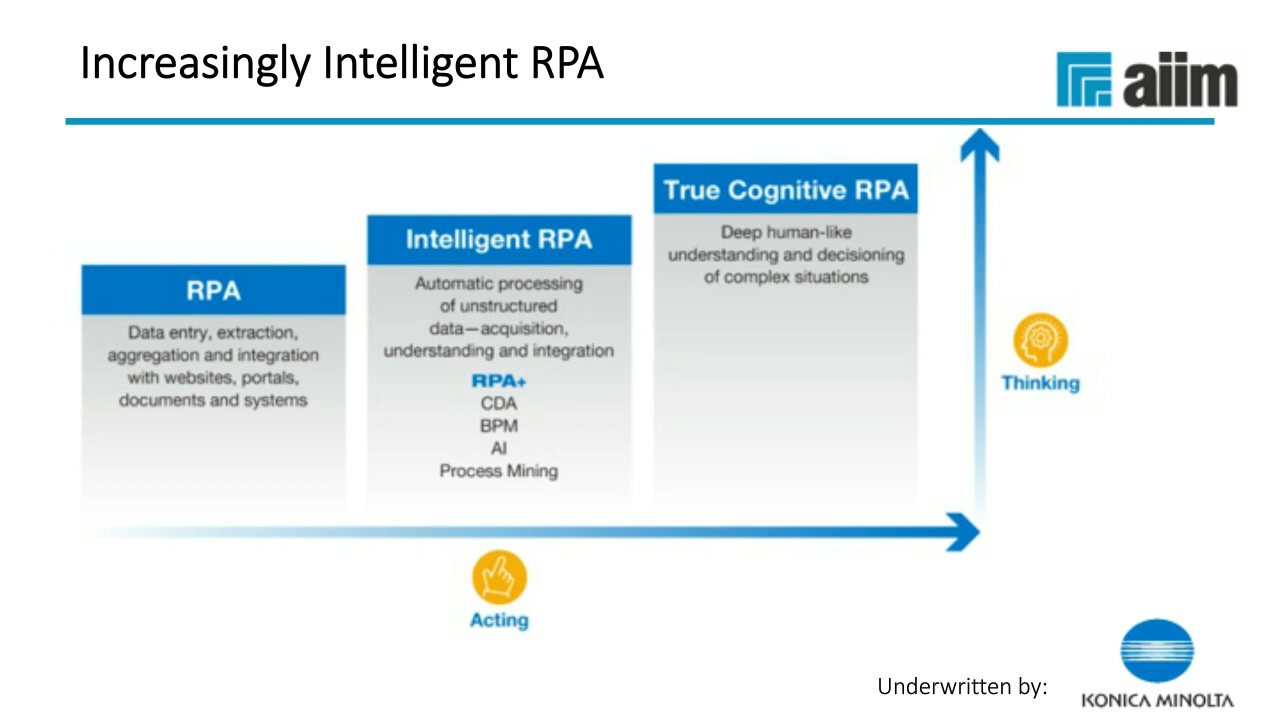 Increasingly Intelligent RPA
aiim
RPA
Data entry, extraction,
aggregation and integration
with websites, portals,
documents and systems
Intelligent RPA
Automatic processing
of unstructured
data—acquisition,
understanding and integration
RPA+
CDA
BPM
AI
Process Mining
True Cognitive RPA
Deep human-like
understanding and decisioning
of complex situations
Thinking
Acting
Underwritten by:
KONICA MINOLTA